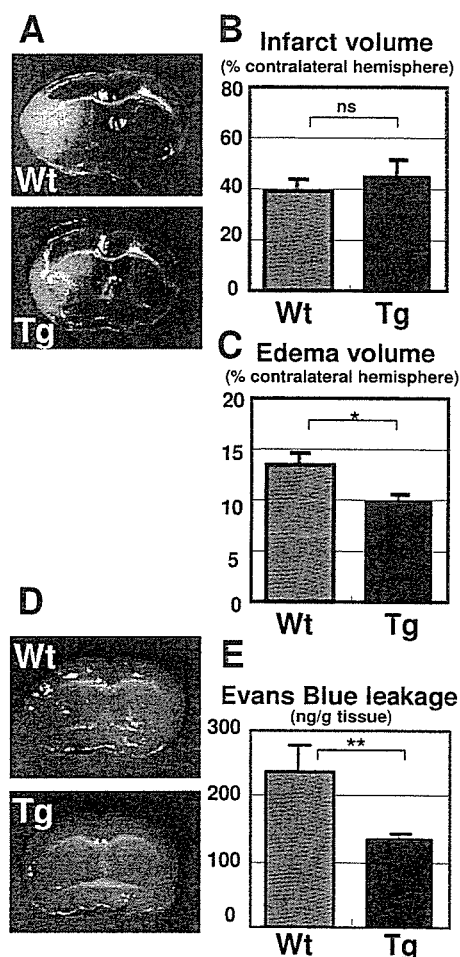 A
Wt
Tg
B
Infarct volume
(% contralateral hemisphere)
80
60
40
20
0
ns
Wt Tg
C
Edema volume
(% contralateral hemisphere)
20
15
10
5
0
*
Wt Tg
D
Wt
Tg
E
Evans Blue leakage
(ng/g tissue)
300
200
100
0
**
Wt Tg